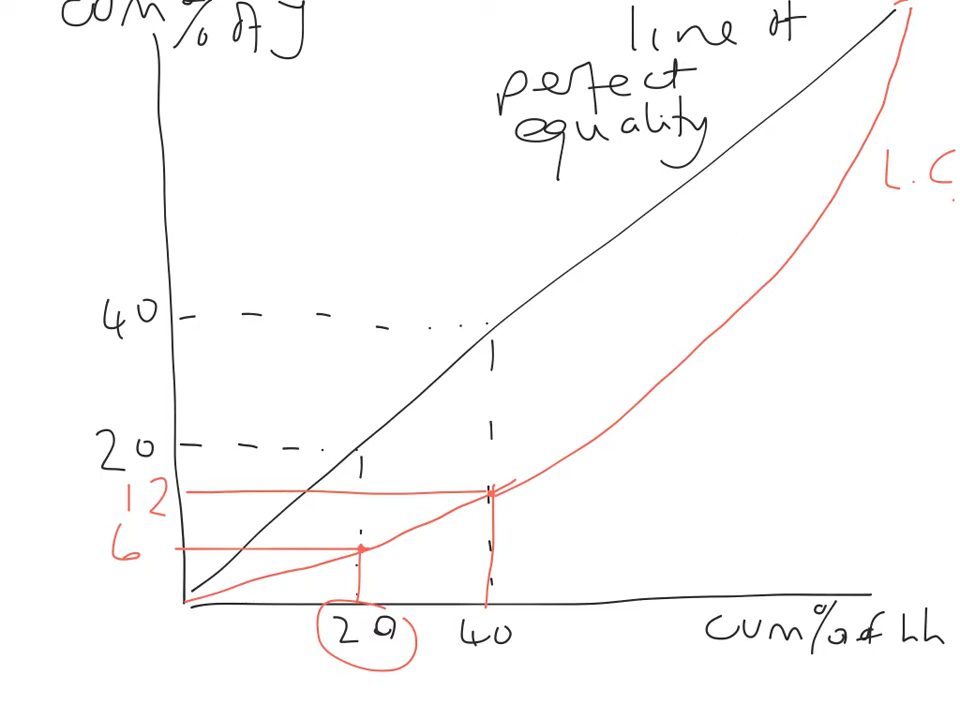 cum% of y
line of
perfect
equality
L.C.
40
20
12
6
20
40
cum% of hh